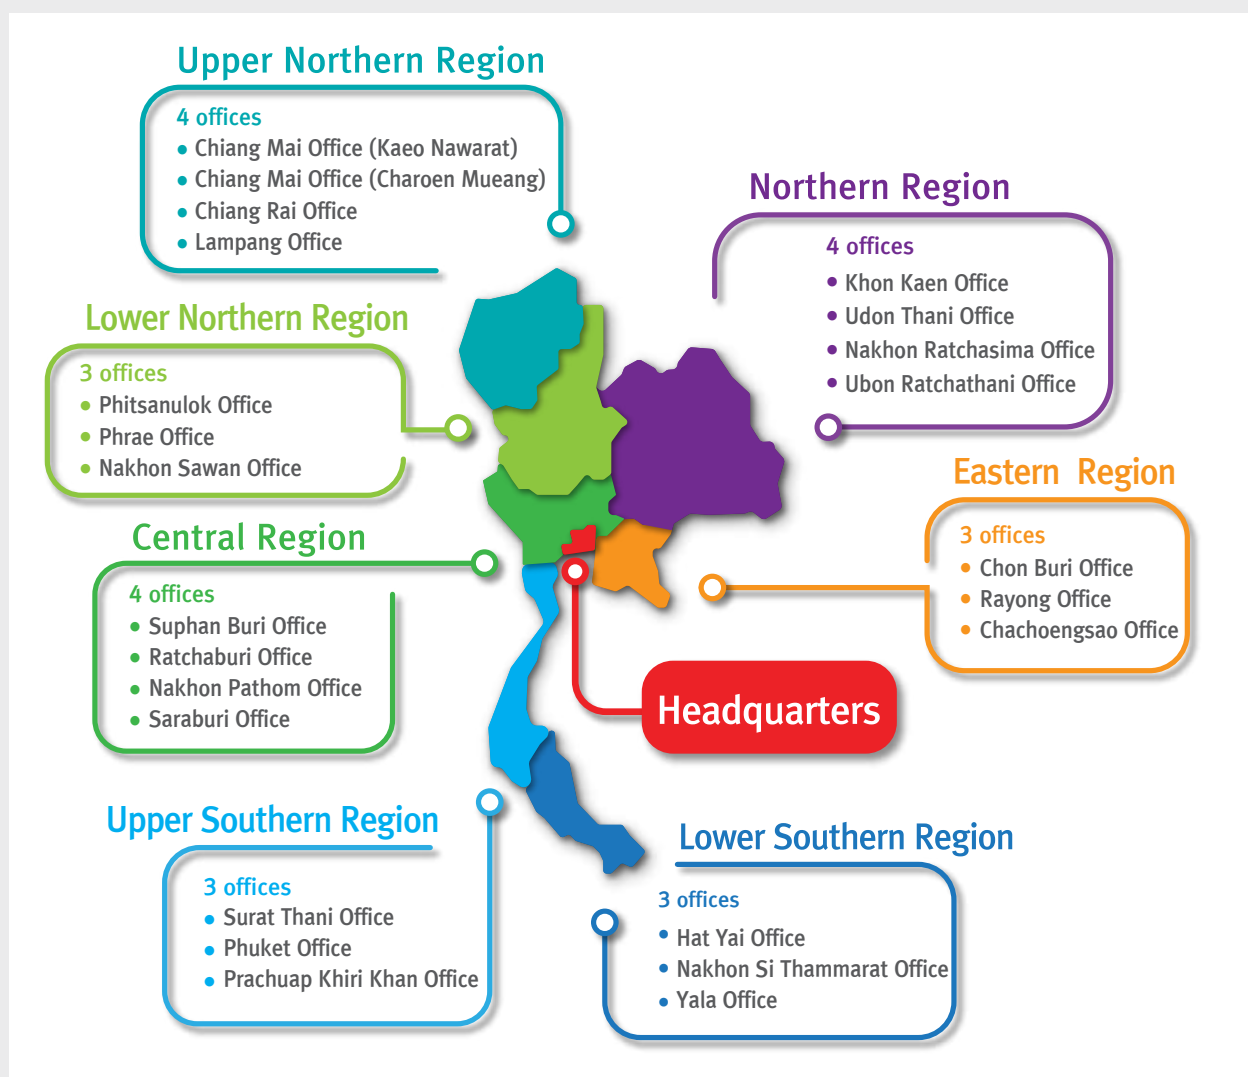 Upper Northern Region
4 offices
• Chiang Mai Office (Kaeo Nawarat)
• Chiang Mai Office (Charoen Mueang)
• Chiang Rai Office
• Lampang Office
Northern Region
4 offices
• Khon Kaen Office
• Udon Thani Office
• Nakhon Ratchasima Office
• Ubon Ratchathani Office
Lower Northern Region
3 offices
• Phitsanulok Office
• Phrae Office
• Nakhon Sawan Office
Eastern Region
3 offices
• Chon Buri Office
• Rayong Office
• Chachoengsao Office
Central Region
4 offices
• Suphan Buri Office
• Ratchaburi Office
• Nakhon Pathom Office
• Saraburi Office
Headquarters
Upper Southern Region
3 offices
• Surat Thani Office
• Phuket Office
• Prachuap Khiri Khan Office
Lower Southern Region
3 offices
• Hat Yai Office
• Nakhon Si Thammarat Office
• Yala Office